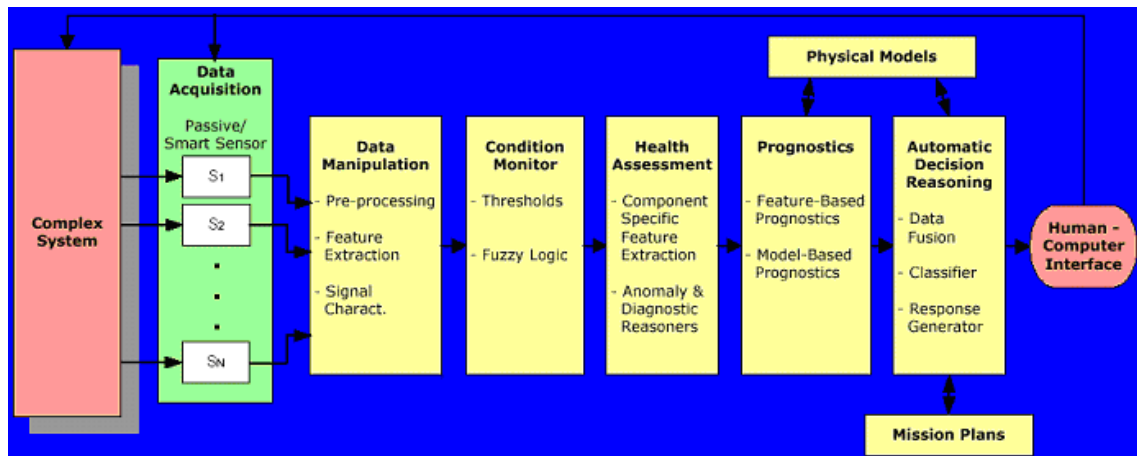 Complex
System
Data
Acquisition
Passive/
Smart Sensor
S1
S2
.
.
.
SN
Data
Manipulation
- Pre-processing
- Feature
Extraction
- Signal
Charact.
Condition
Monitor
- Thresholds
- Fuzzy Logic
Health
Assessment
- Component
Specific
Feature
Extraction
- Anomaly &
Diagnostic
Reasoners
Physical Models
Prognostics
- Feature-Based
Prognostics
- Model-Based
Prognostics
Automatic
Decision
Reasoning
- Data
Fusion
- Classifier
- Response
Generator
Mission Plans
Human -
Computer
Interface